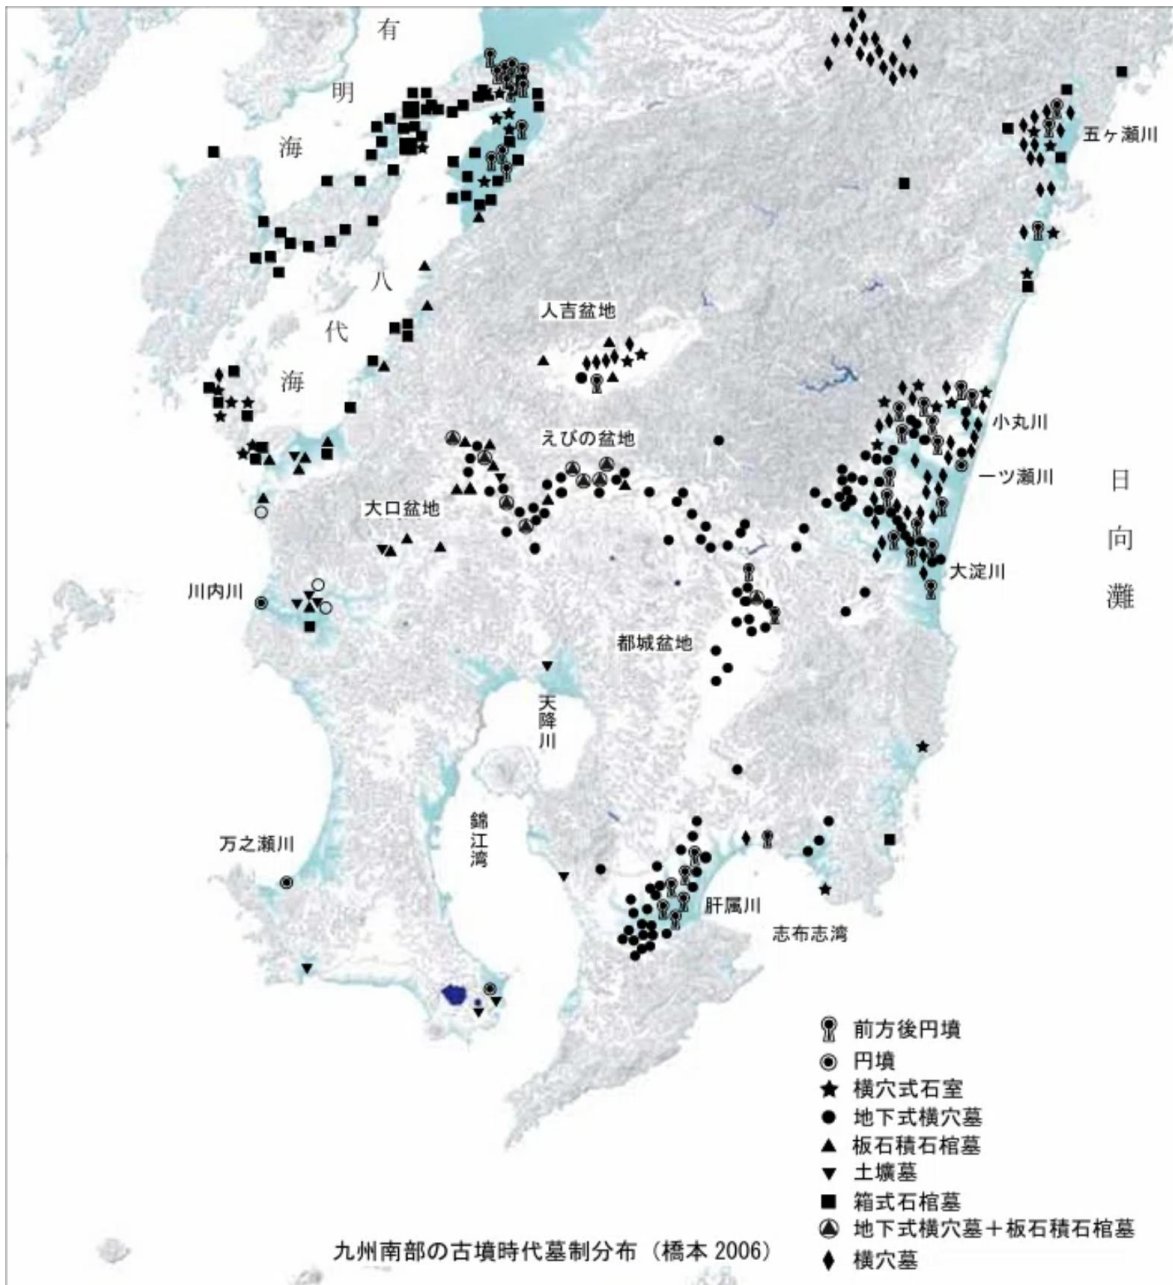 有明海
五ヶ瀬川
八代海
人吉盆地
えびの盆地
小丸川
一ツ瀬川
大口盆地
日向灘
大淀川
川内川
都城盆地
天降川
錦江湾
万之瀬川
肝属川
志布志湾
前方後円墳
円墳
横穴式石室
地下式横穴墓
板石積石棺墓
土壙墓
箱式石棺墓
地下式横穴墓+板石積石棺墓
横穴墓
九州南部の古墳時代墓制分布（橋本 2006）